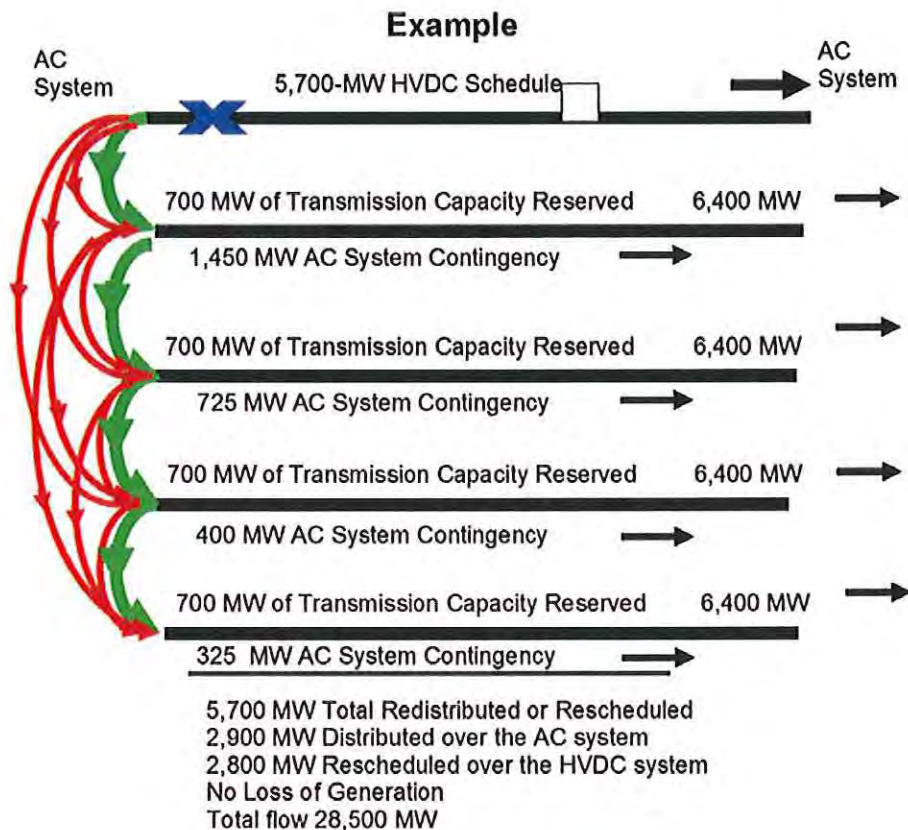 Example
AC
System
5,700-MW HVDC Schedule
AC
System
700 MW of Transmission Capacity Reserved 6,400 MW
1,450 MW AC System Contingency
700 MW of Transmission Capacity Reserved 6,400 MW
725 MW AC System Contingency
700 MW of Transmission Capacity Reserved 6,400 MW
400 MW AC System Contingency
700 MW of Transmission Capacity Reserved 6,400 MW
325 MW AC System Contingency
5,700 MW Total Redistributed or Rescheduled
2,900 MW Distributed over the AC system
2,800 MW Rescheduled over the HVDC system
No Loss of Generation
Total flow 28,500 MW